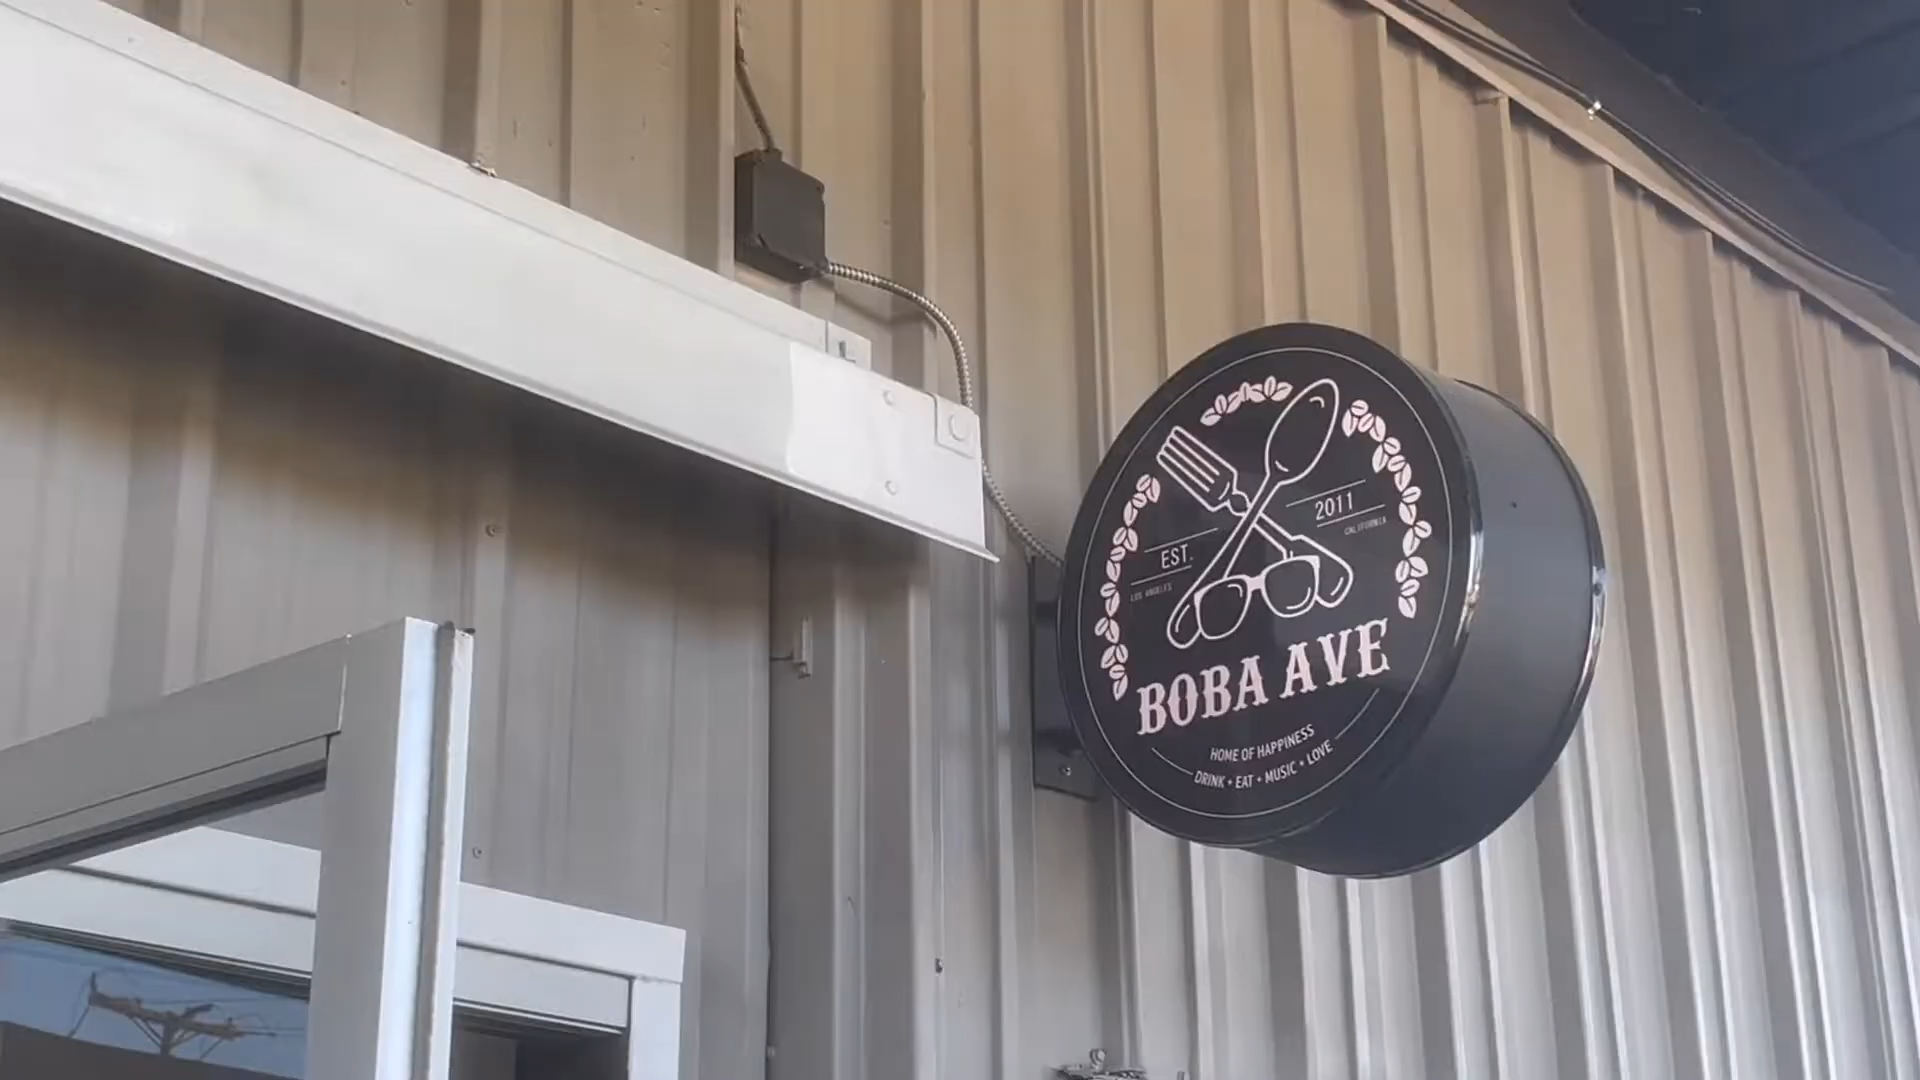 EST.
2011
LOS ANGELES
CALIFORNIA
BOBA AVE
HOME OF HAPPINESS
DRINK + EAT + MUSIC + LOVE